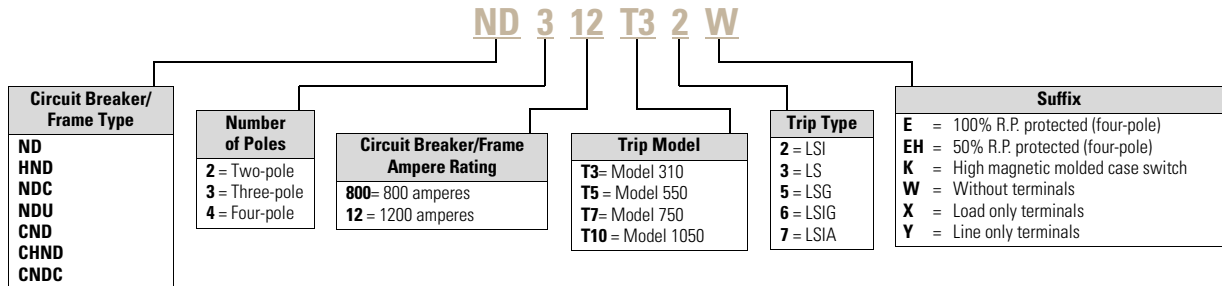 ND 3 12 T3 2 W
Circuit Breaker/
Frame Type
ND
HND
NDC
NDU
CND
CHND
CNDC
Number
of Poles
2 = Two-pole
3 = Three-pole
4 = Four-pole
Circuit Breaker/Frame
Ampere Rating
800= 800 amperes
12 = 1200 amperes
Trip Model
T3= Model 310
T5 = Model 550
T7= Model 750
T10 = Model 1050
Trip Type
2 = LSI
3 = LS
5 = LSG
6 = LSIG
7 = LSIA
Suffix
E = 100% R.P. protected (four-pole)
EH = 50% R.P. protected (four-pole)
K = High magnetic molded case switch
W = Without terminals
X = Load only terminals
Y = Line only terminals